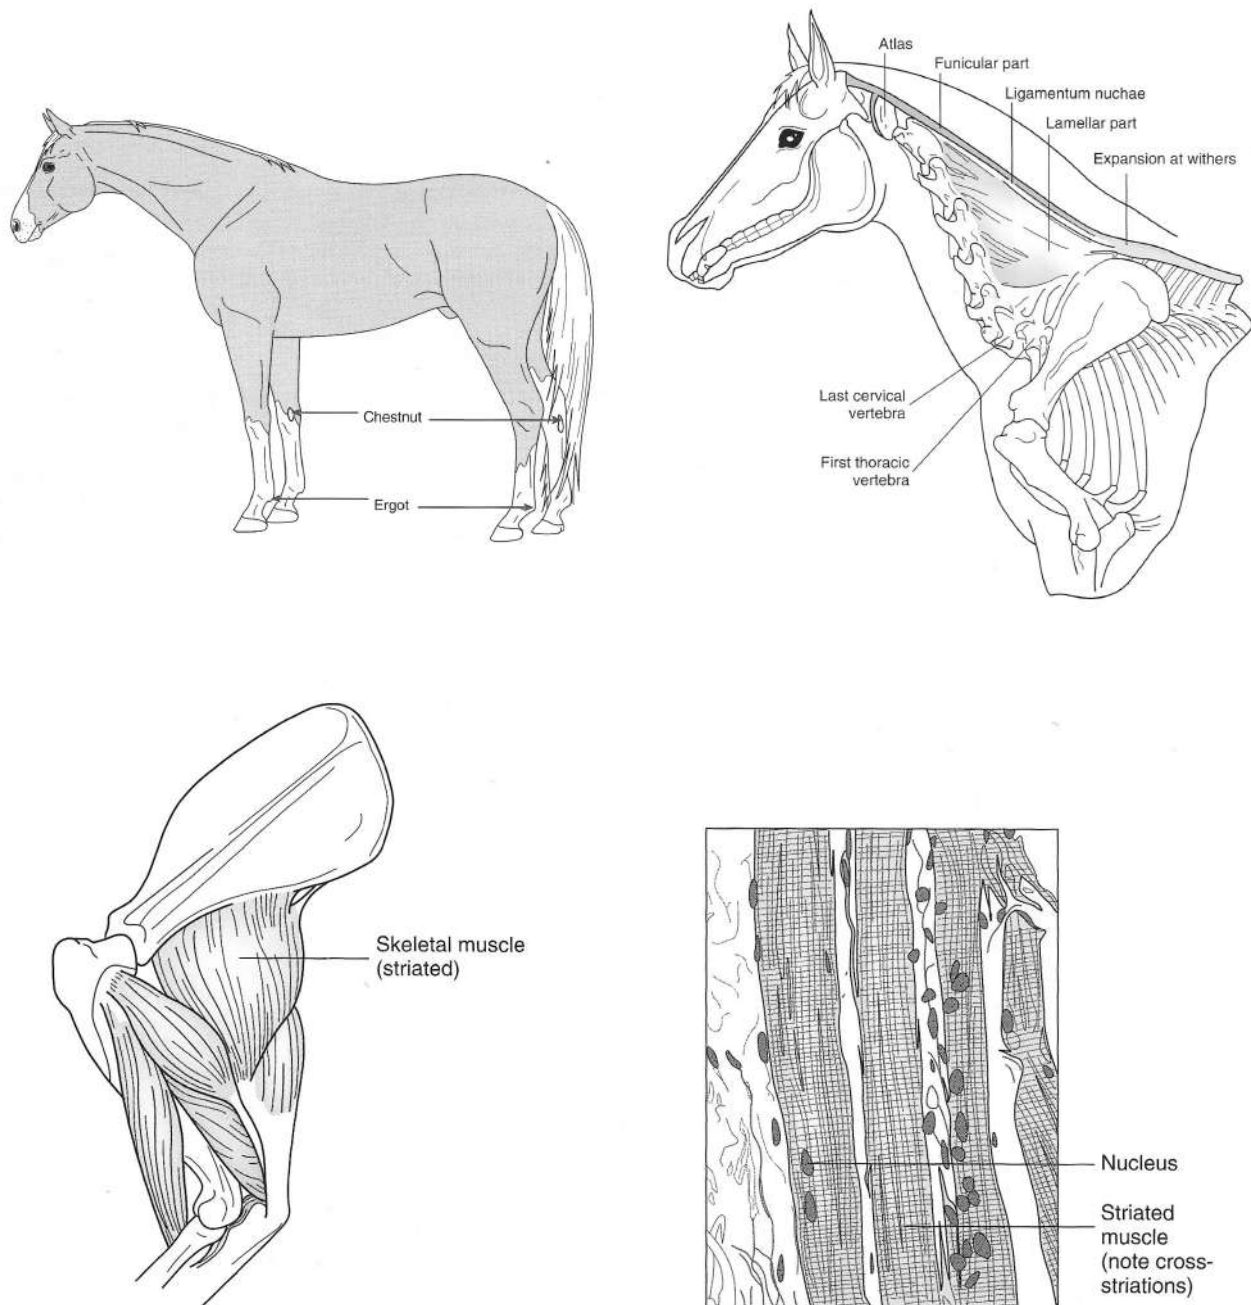 Chestnut
Ergot
Atlas
Funicular part
Ligamentum nuchae
Lamellar part
Expansion at withers
Last cervical
vertebra
First thoracic
vertebra
Skeletal muscle
(striated)
Nucleus
Striated
muscle
(note cross-
striations)